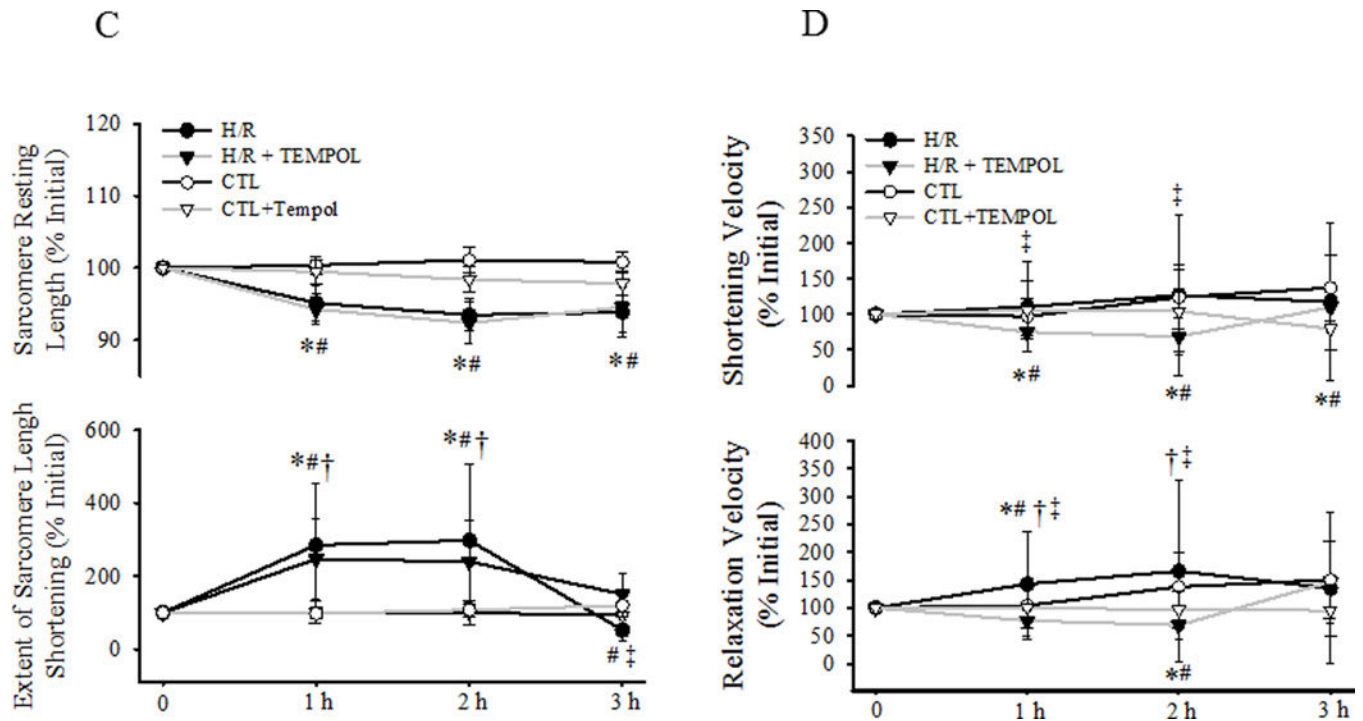 C
Sarcomere Resting
Length (% Initial)
120
110
100
90
H/R
H/R + TEMPOL
CTL
CTL+Tempol
*#
*#
*#
Extent of Sarcomere Lengh
Shortening (% Initial)
600
400
200
0
*#†
*#†
#‡
0
1 h
2 h
3 h
D
Shortening Velocity
(% Initial)
350
300
250
200
150
100
50
0
H/R
H/R + TEMPOL
CTL
CTL+TEMPOL
‡
‡
*#
*#
*#
Relaxation Velocity
(% Initial)
400
350
300
250
200
150
100
50
0
*# †‡
†‡
*#
0
1 h
2 h
3 h